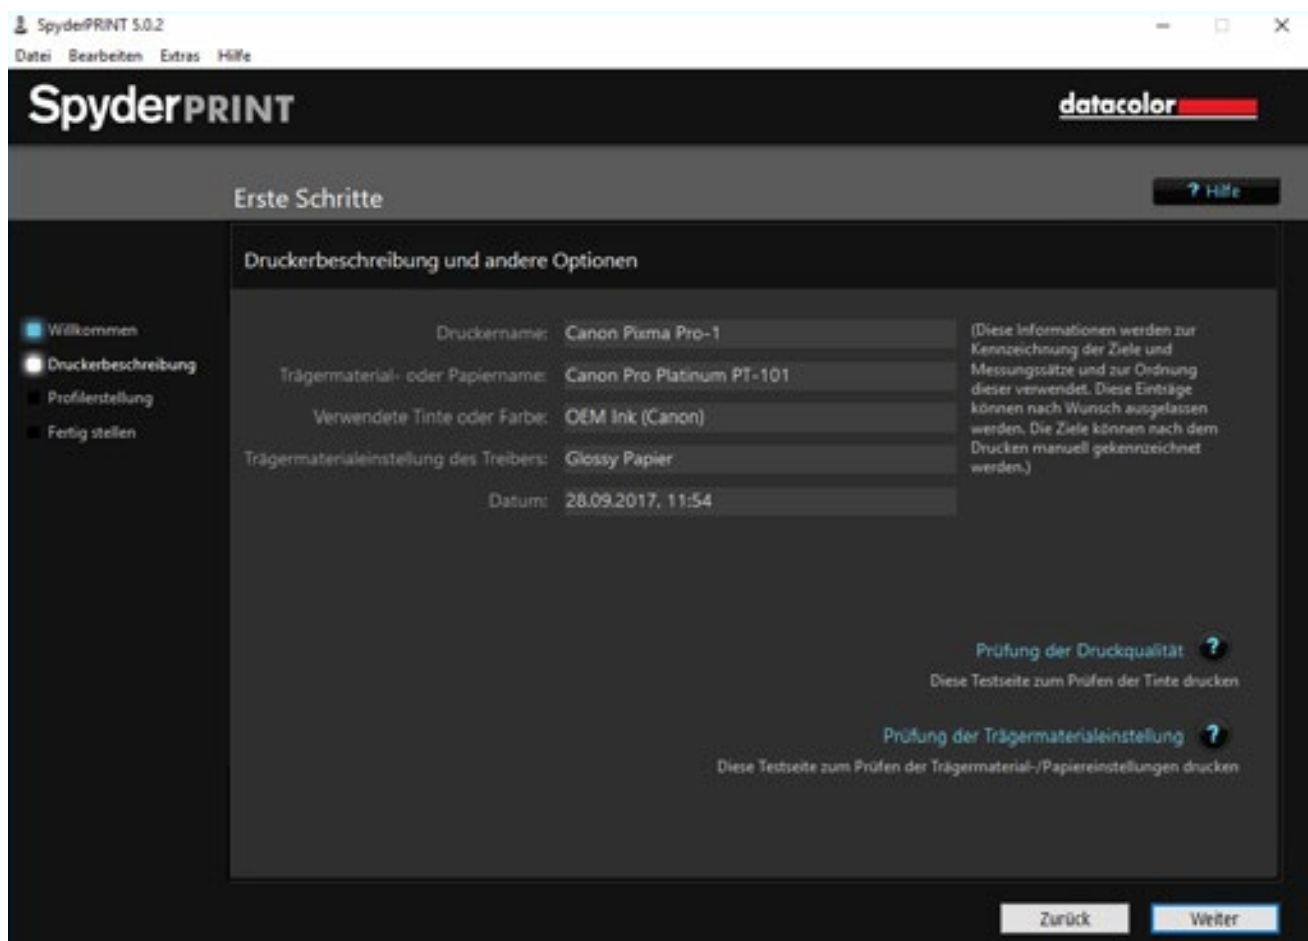 SpyderPRINT 5.0.2
Datei Bearbeiten Extras Hilfe
SpyderPRINT
datacolor
Erste Schritte
? Hilfe
Druckerbeschreibung und andere Optionen
Willkommen
Druckerbeschreibung
Profilerstellung
Fertig stellen
Druckername: Canon Pixma Pro-1
Trägermaterial- oder Papiername: Canon Pro Platinum PT-101
Verwendete Tinte oder Farbe: OEM Ink (Canon)
Trägermaterialeinstellung des Treibers: Glossy Papier
Datum: 28.09.2017, 11:54
(Diese Informationen werden zur
Kennzeichnung der Ziele und
Messungssätze und zur Ordnung
dieser verwendet. Diese Einträge
können nach Wunsch ausgelassen
werden. Die Ziele können nach dem
Drucken manuell gekennzeichnet
werden.)
Prüfung der Druckqualität ?
Diese Testseite zum Prüfen der Tinte drucken
Prüfung der Trägermaterialeinstellung ?
Diese Testseite zum Prüfen der Trägermaterial-/Papiereinstellungen drucken
Zurück Weiter